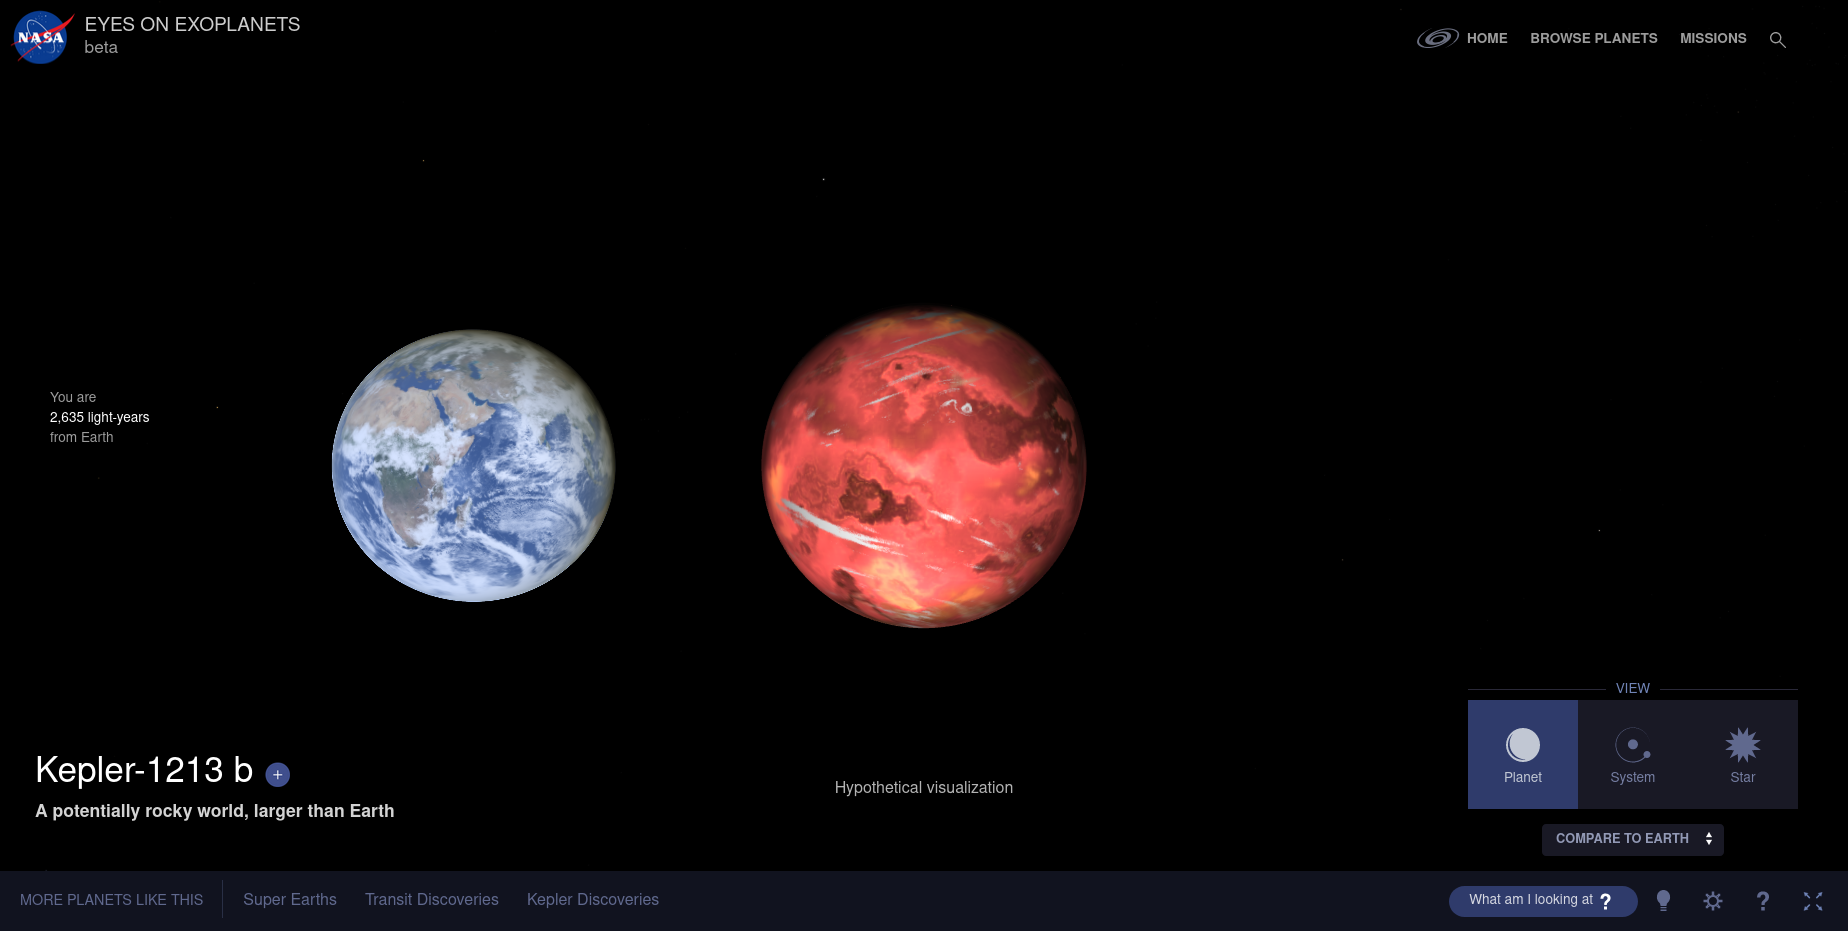 NASA
EYES ON EXOPLANETS
beta
HOME
BROWSE PLANETS
MISSIONS
You are
2,635 light-years
from Earth
Kepler-1213 b +
A potentially rocky world, larger than Earth
Hypothetical visualization
VIEW
Planet
System
Star
COMPARE TO EARTH
MORE PLANETS LIKE THIS
Super Earths
Transit Discoveries
Kepler Discoveries
What am I looking at ?
?